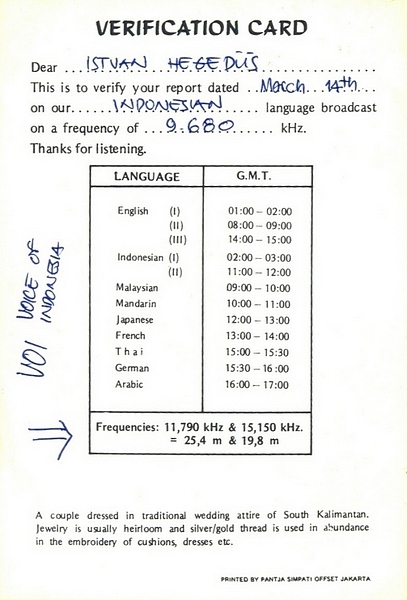 VERIFICATION CARD
Dear ... ISTVAN HEGEDÜS ...
This is to verify your report dated .. March... 14th...
on our...... INDONESIAN ...... language broadcast
on a frequency of ... 9.680 ...... kHz.
Thanks for listening.
LANGUAGE G.M.T.
English (I) 01:00 – 02:00
(II) 08:00 – 09:00
(III) 14:00 – 15:00
Indonesian (I) 02:00 – 03:00
(II) 11:00 – 12:00
Malaysian 09:00 – 10:00
Mandarin 10:00 – 11:00
Japanese 12:00 – 13:00
French 13:00 – 14:00
Thai 15:00 – 15:30
German 15:30 – 16:00
Arabic 16:00 – 17:00
Frequencies: 11,790 kHz & 15,150 kHz.
= 25,4 m & 19,8 m
VOI VOICE OF
INDONESIA
A couple dressed in traditional wedding attire of South Kalimantan.
Jewelry is usually heirloom and silver/gold thread is used in abundance
in the embroidery of cushions, dresses etc.
PRINTED BY PANTJA SIMPATI OFFSET JAKARTA